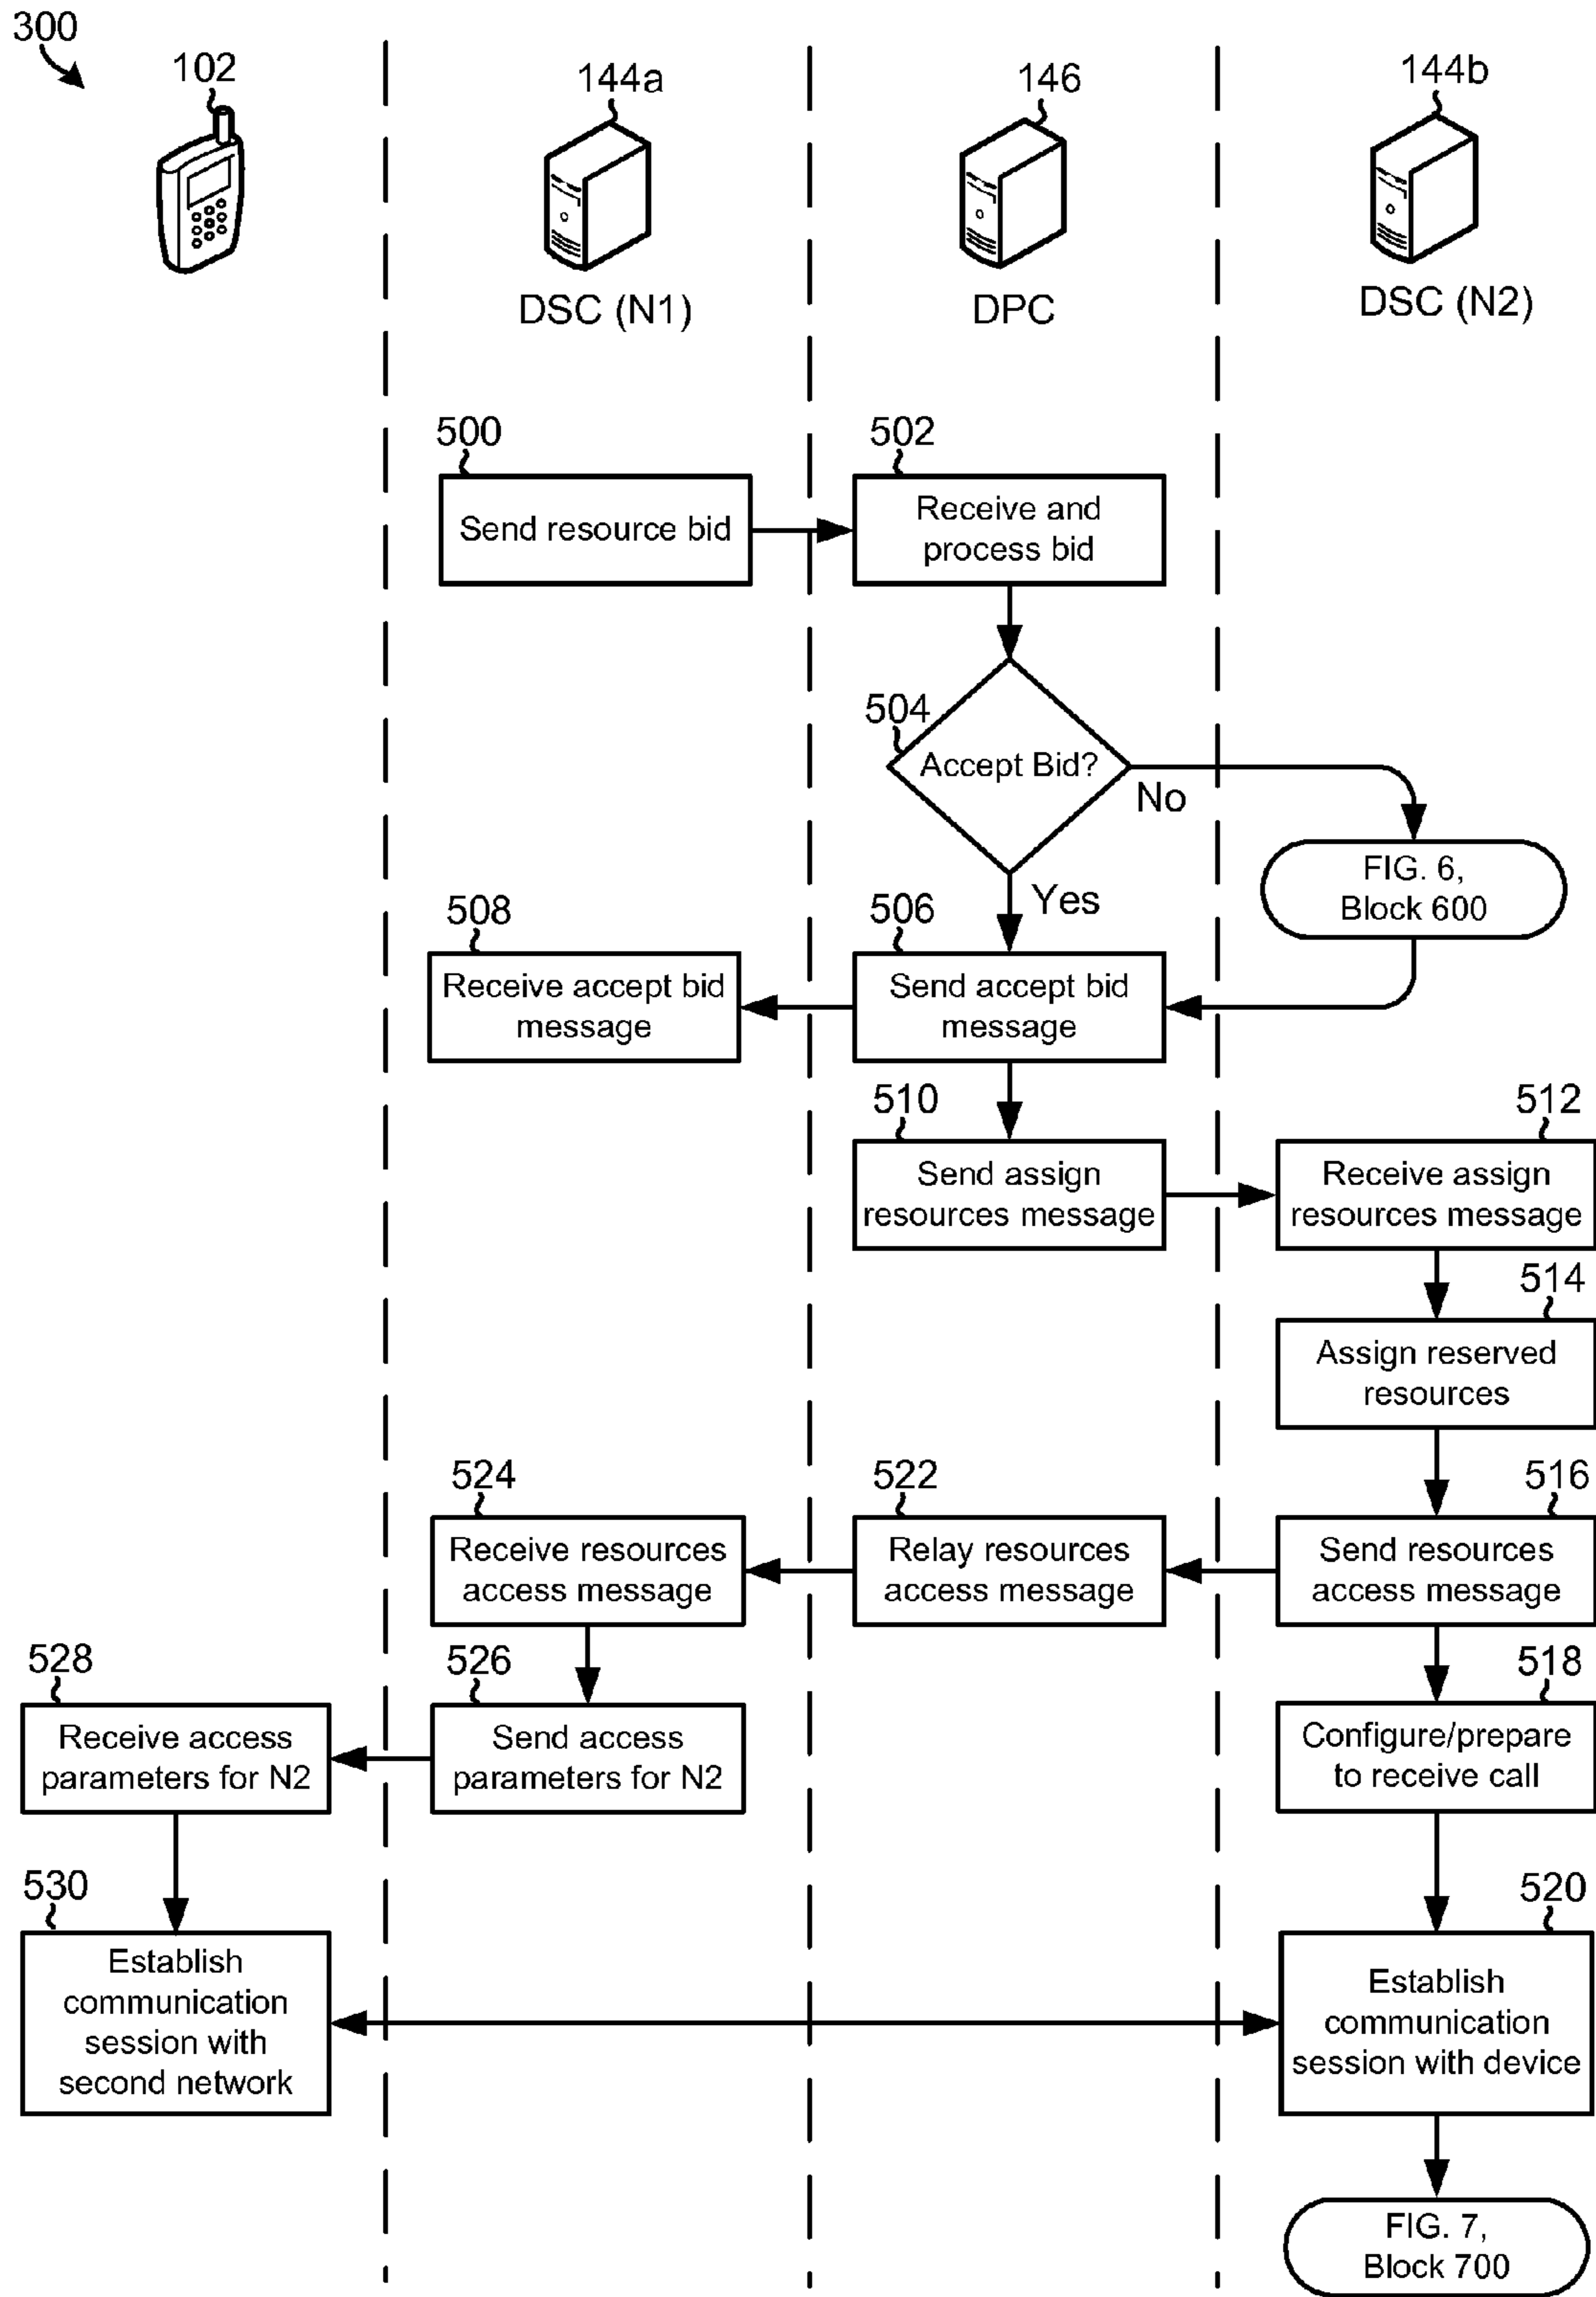 300
102
144a
146
144b
DSC (N1)
DPC
DSC (N2)
500
502
Send resource bid
Receive and
process bid
504
Accept Bid?
No
Yes
FIG. 6,
Block 600
508
506
Receive accept bid
message
Send accept bid
message
510
512
Send assign
resources message
Receive assign
resources message
514
Assign reserved
resources
524
522
516
Receive resources
access message
Relay resources
access message
Send resources
access message
528
526
518
Receive access
parameters for N2
Send access
parameters for N2
Configure/prepare
to receive call
530
520
Establish
communication
session with
second network
Establish
communication
session with device
FIG. 7,
Block 700